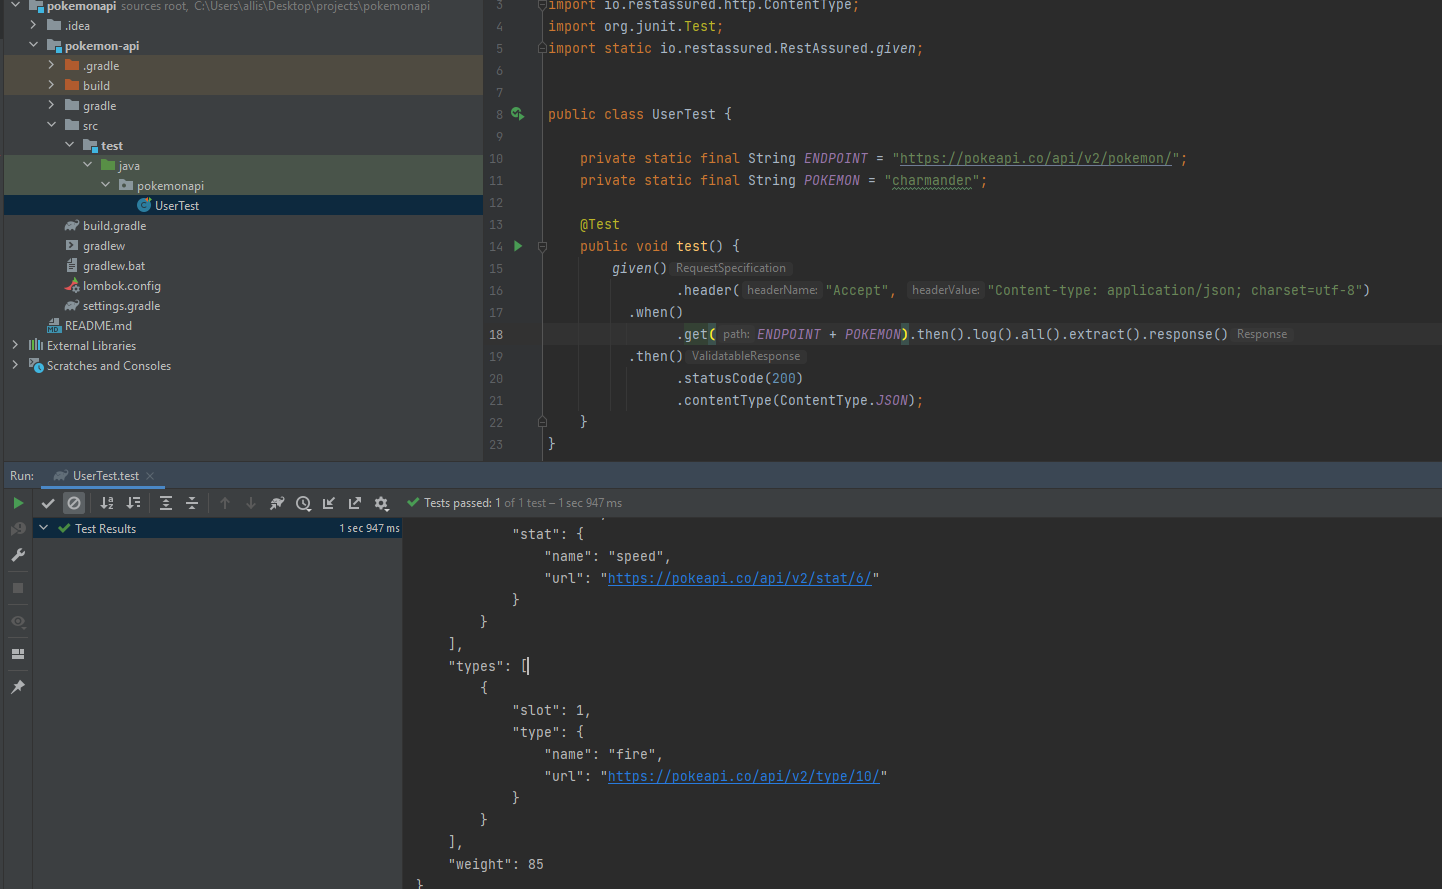 pokemonapi sources root, C:\Users\allis\Desktop\projects\pokemonapi
.idea
pokemon-api
.gradle
build
gradle
src
test
java
pokemonapi
UserTest
build.gradle
gradlew
gradlew.bat
lombok.config
settings.gradle
README.md
External Libraries
Scratches and Consoles
3 import io.restassured.http.ContentType;
4 import org.junit.Test;
5 import static io.restassured.RestAssured.given;
6
7
8 public class UserTest {
9
10 private static final String ENDPOINT = "https://pokeapi.co/api/v2/pokemon/";
11 private static final String POKEMON = "charmander";
12
13 @Test
14 public void test() {
15 given() RequestSpecification
16 .header( headerName: "Accept", headerValue: "Content-type: application/json; charset=utf-8")
17 .when()
18 .get( path: ENDPOINT + POKEMON).then().log().all().extract().response() Response
19 .then() ValidatableResponse
20 .statusCode(200)
21 .contentType(ContentType.JSON);
22 }
23 }
Run: UserTest.test
Tests passed: 1 of 1 test – 1 sec 947 ms
Test Results 1 sec 947 ms
"stat": {
"name": "speed",
"url": "https://pokeapi.co/api/v2/stat/6/"
}
}
],
"types": [
{
"slot": 1,
"type": {
"name": "fire",
"url": "https://pokeapi.co/api/v2/type/10/"
}
}
],
"weight": 85
}